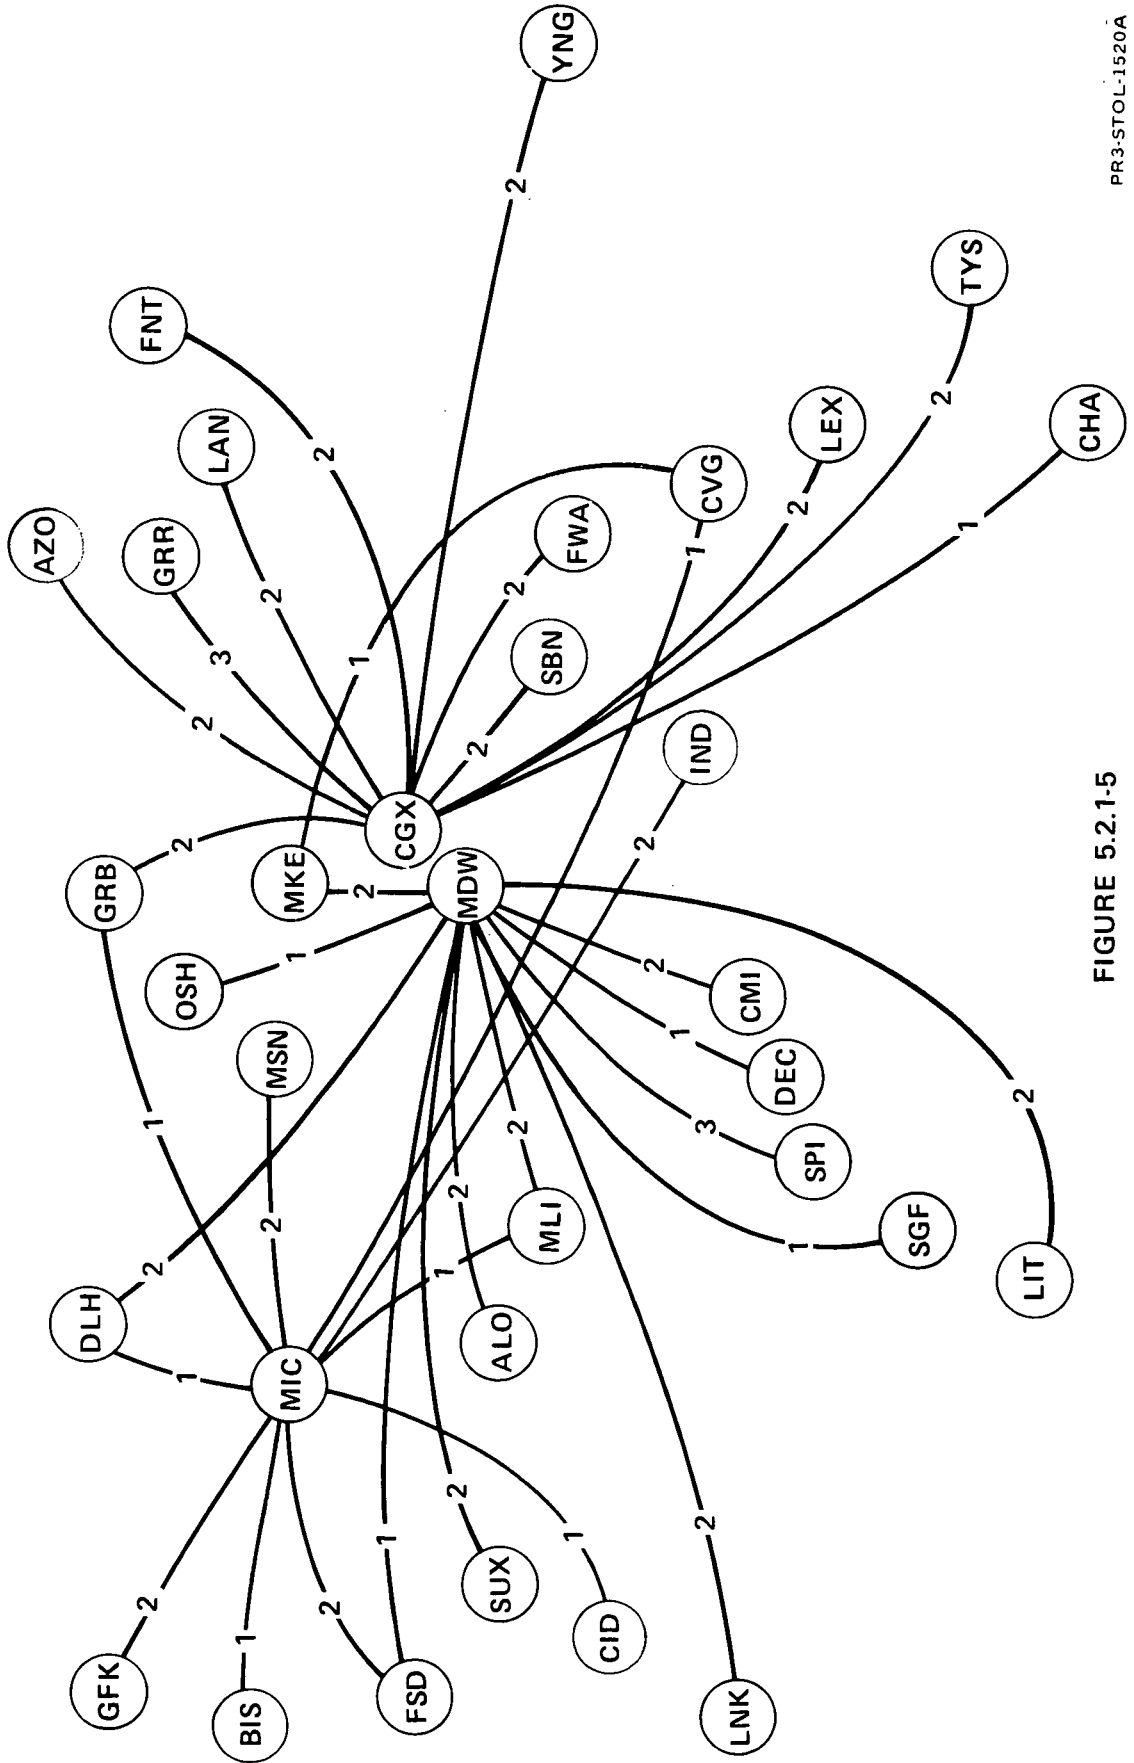 YNG
2
FNT
TYS
LAN
2
2
CHA
LEX
CVG
AZO
GRR
FWA
2
1
1
2
2
3
SBN
1
2
2
IND
2
2
CGX
GRB
2
MKE
2
MDW
OSH
1
2
CMI
MSN
1
DEC
1
2
2
3
SPI
2
2
MLI
1
1
SGF
LIT
DLH
2
1
MIC
ALO
2
1
2
1
2
GFK
2
1
SUX
CID
BIS
FSD
LNK
FIGURE 5.2.1-5
PR3-STOL-1520A